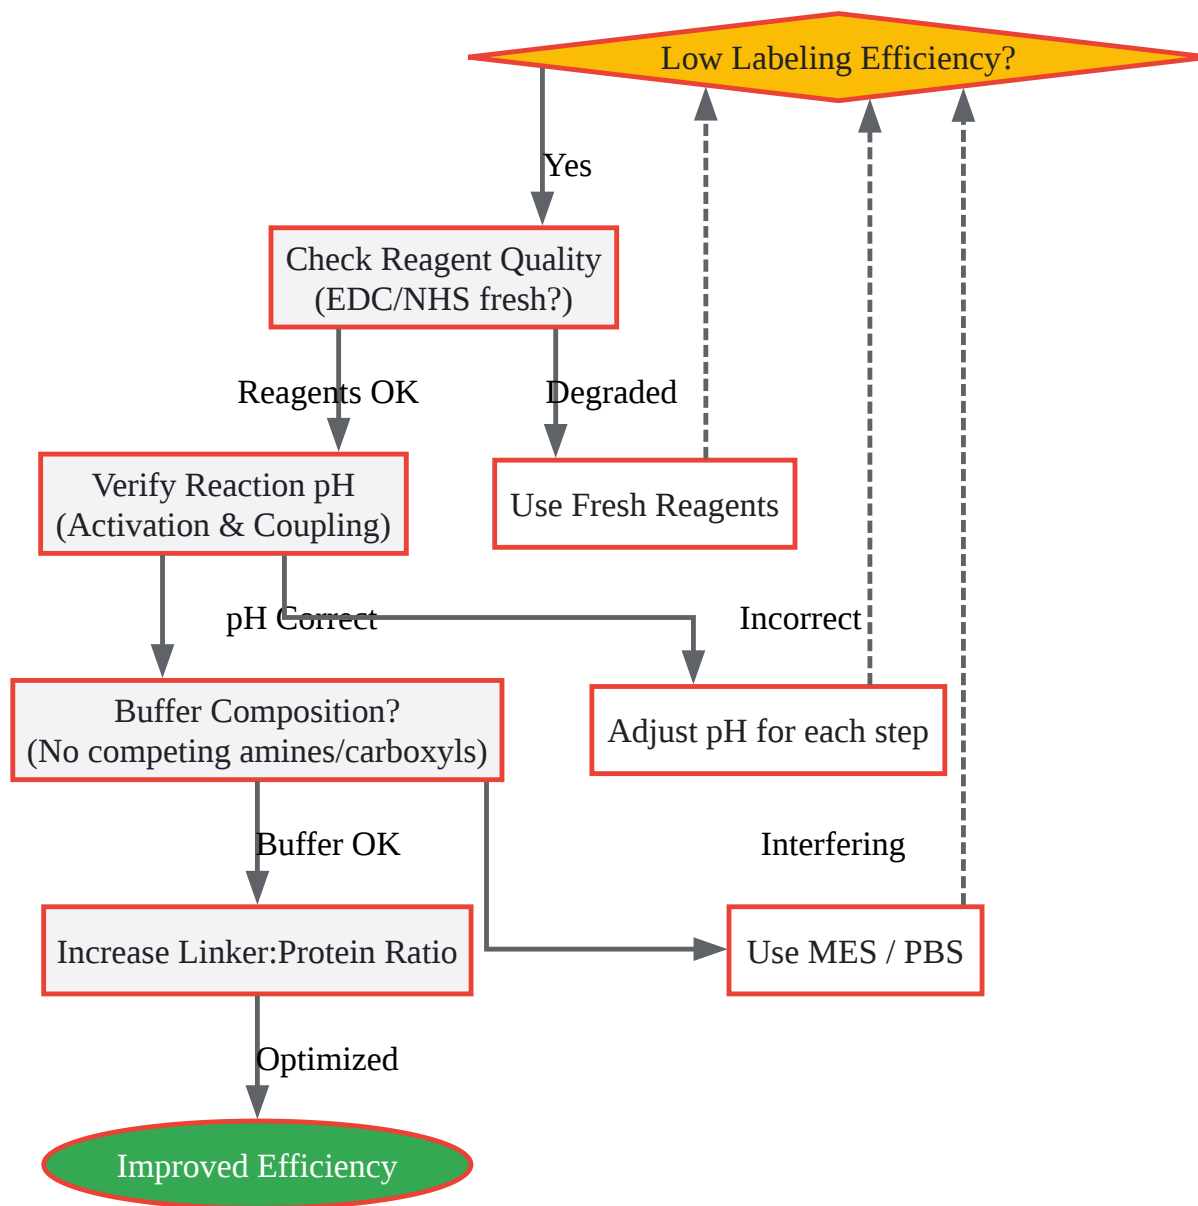 Low Labeling Efficiency?
Yes
Check Reagent Quality
(EDC/NHS fresh?)
Reagents OK
Degraded
Verify Reaction pH
(Activation & Coupling)
Use Fresh Reagents
pH Correct
Incorrect
Buffer Composition?
(No competing amines/carboxyls)
Adjust pH for each step
Buffer OK
Interfering
Increase Linker:Protein Ratio
Use MES / PBS
Optimized
Improved Efficiency